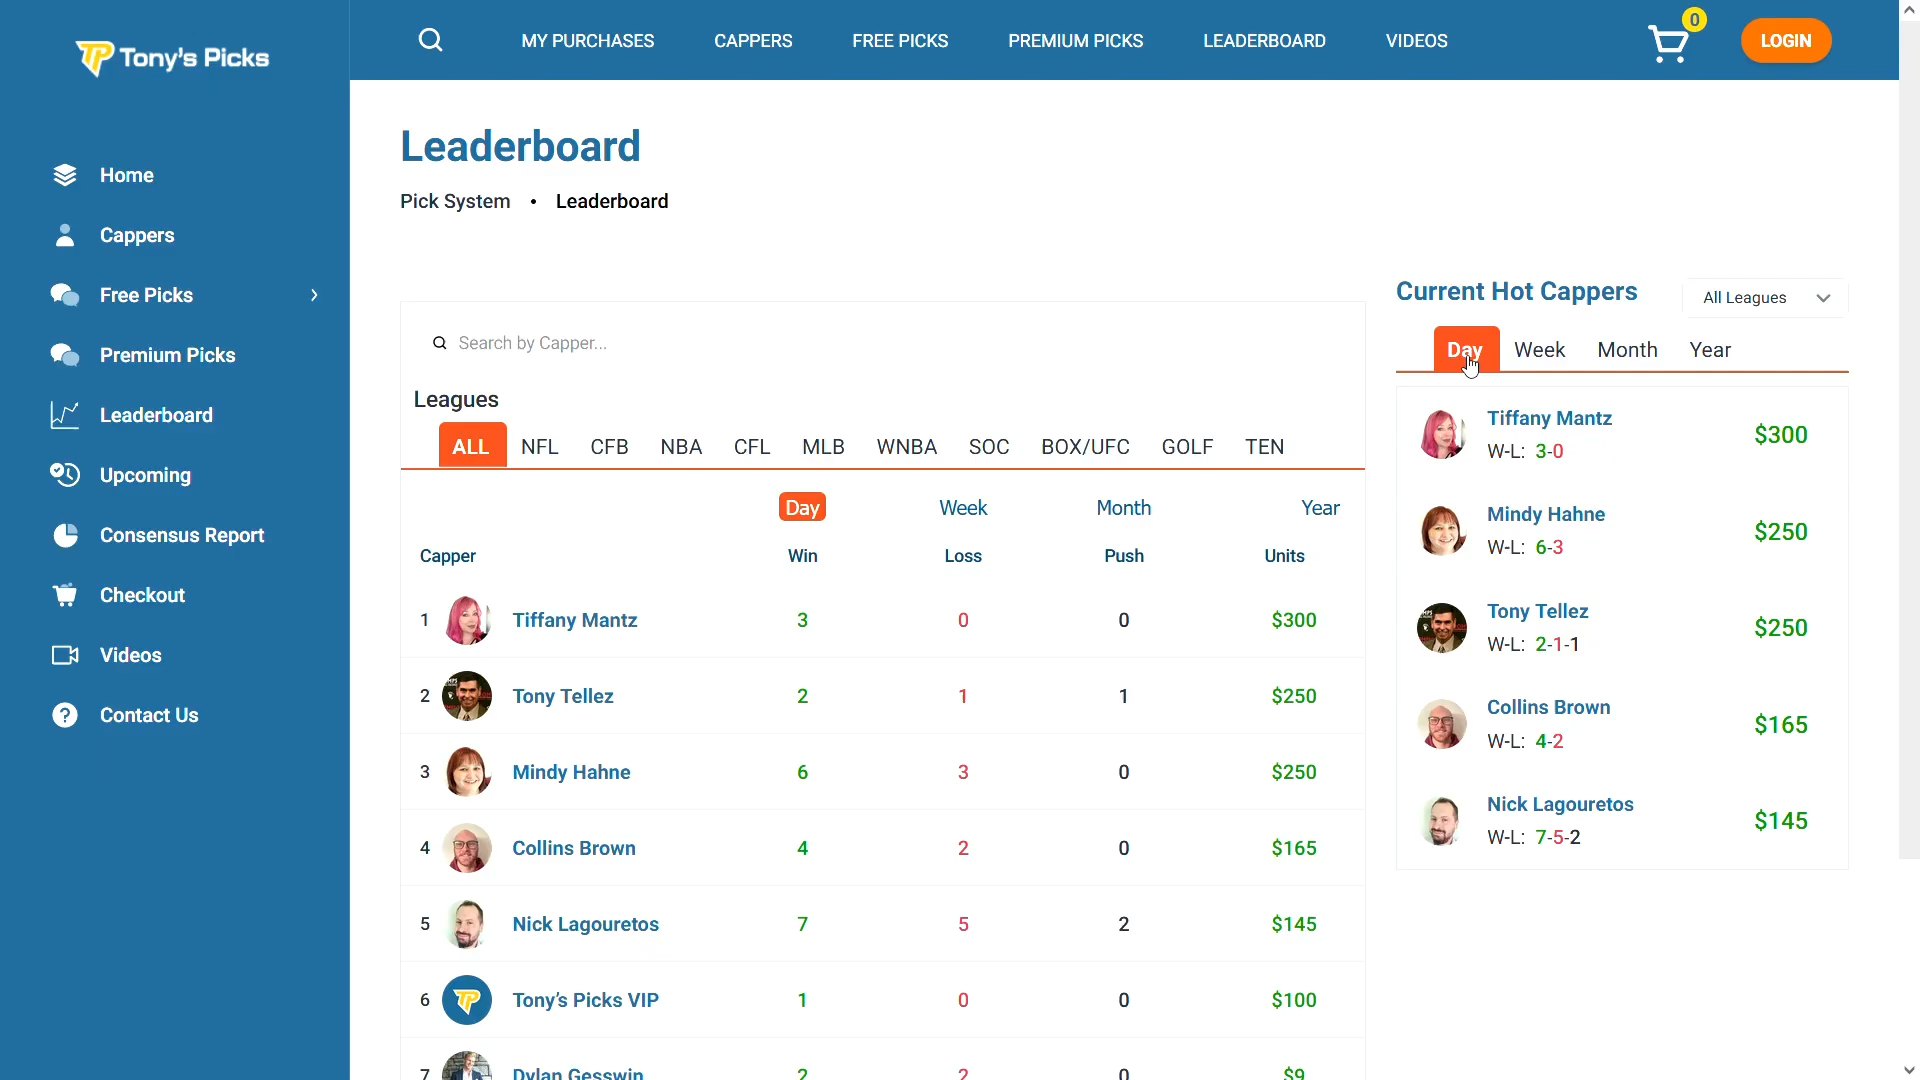 Tony's Picks
Home
Cappers
Free Picks
Premium Picks
Leaderboard
Upcoming
Consensus Report
Checkout
Videos
Contact Us
MY PURCHASES CAPPERS FREE PICKS PREMIUM PICKS LEADERBOARD VIDEOS 0 LOGIN
Leaderboard
Pick System • Leaderboard
Search by Capper...
Leagues
ALL NFL CFB NBA CFL MLB WNBA SOC BOX/UFC GOLF TEN
Day Week Month Year
Capper Win Loss Push Units
1 Tiffany Mantz 3 0 0 $300
2 Tony Tellez 2 1 1 $250
3 Mindy Hahne 6 3 0 $250
4 Collins Brown 4 2 0 $165
5 Nick Lagouretos 7 5 2 $145
6 Tony's Picks VIP 1 0 0 $100
7 Dylan Gesswin 2 2 0 $9
Current Hot Cappers All Leagues
Day Week Month Year
Tiffany Mantz
W-L: 3-0 $300
Mindy Hahne
W-L: 6-3 $250
Tony Tellez
W-L: 2-1-1 $250
Collins Brown
W-L: 4-2 $165
Nick Lagouretos
W-L: 7-5-2 $145